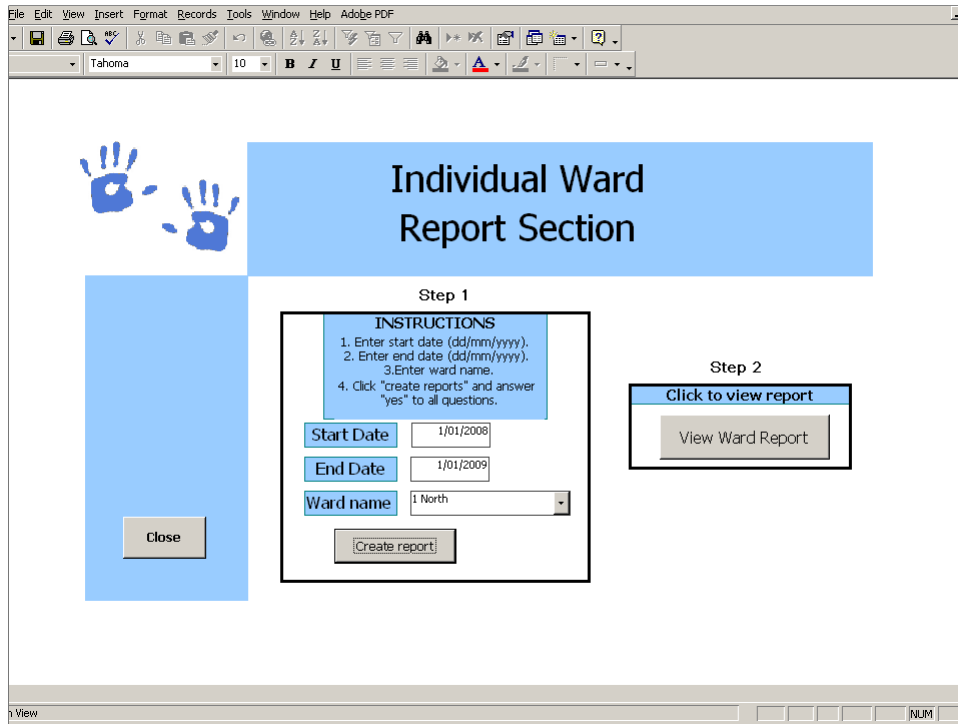 File Edit View Insert Format Records Tools Window Help Adobe PDF
Tahoma 10 B I U A
Individual Ward
Report Section
Step 1
INSTRUCTIONS
1. Enter start date (dd/mm/yyyy).
2. Enter end date (dd/mm/yyyy).
3.Enter ward name.
4. Click "create reports" and answer
"yes" to all questions.
Start Date 1/01/2008
End Date 1/01/2009
Ward name 1 North
Create report
Step 2
Click to view report
View Ward Report
Close
View NUM